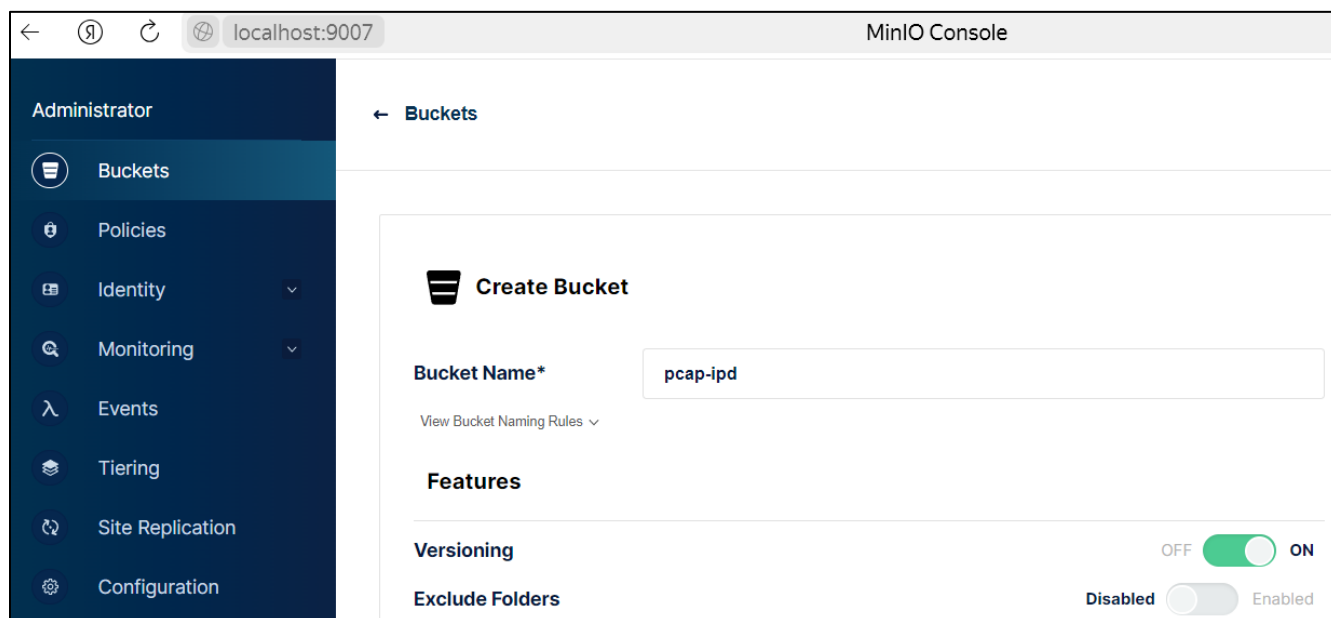 Я localhost:9007 MinIO Console
Administrator
← Buckets
Buckets
Policies
Identity
Monitoring
Events
Tiering
Site Replication
Configuration
Create Bucket
Bucket Name* pcap-ipd
View Bucket Naming Rules
Features
Versioning OFF ON
Exclude Folders Disabled Enabled